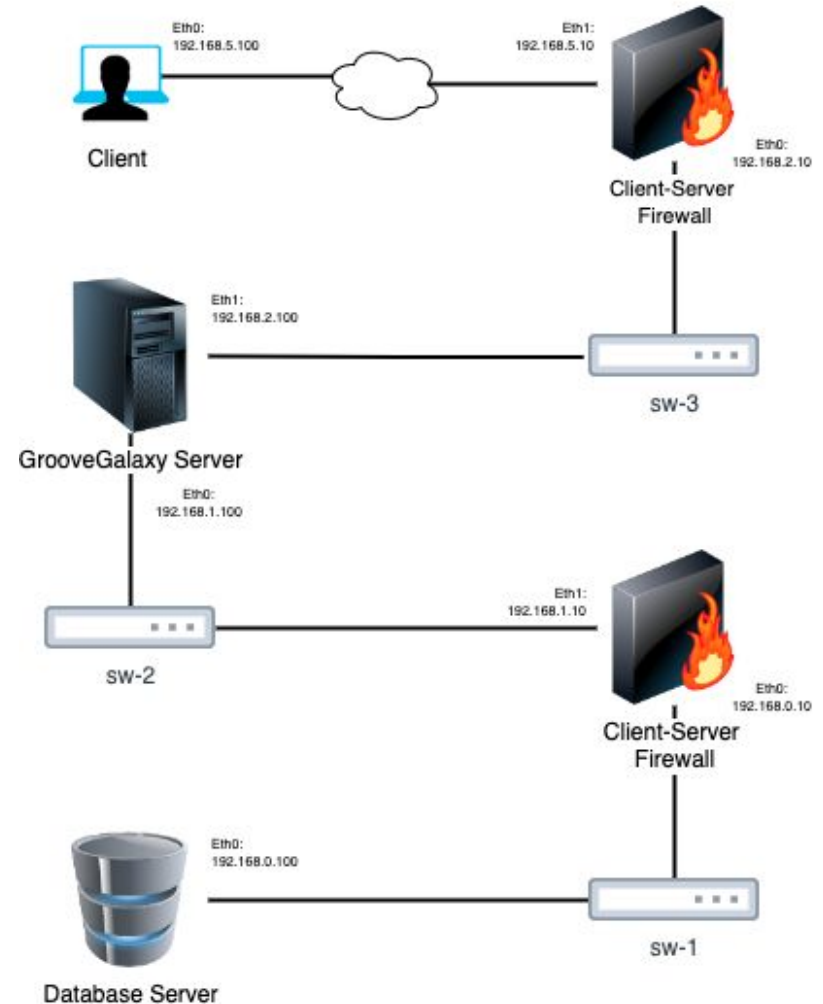 Eth0:
192.168.5.100
Eth1:
192.168.5.10
Client
Eth0:
192.168.2.10
Client-Server
Firewall
Eth1:
192.168.2.100
sw-3
GrooveGalaxy Server
Eth0:
192.168.1.100
Eth1:
192.168.1.10
sw-2
Eth0:
192.168.0.10
Client-Server
Firewall
Eth0:
192.168.0.100
sw-1
Database Server